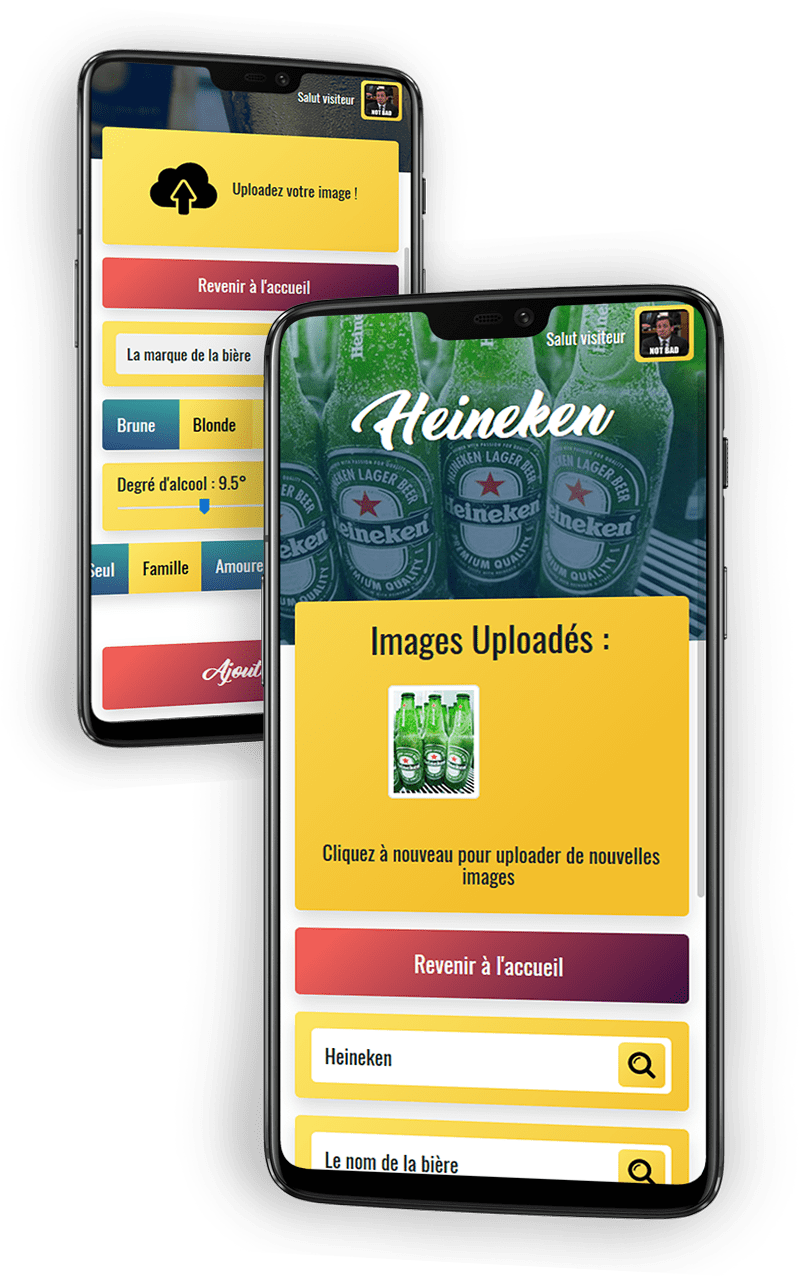 Salut visiteur
NOT BAD
Uploadez votre image !
Revenir à l'accueil
La marque de la bière
Brune
Blonde
Degré d'alcool : 9.5°
Seul
Famille
Amoure
Ajout
Salut visiteur
NOT BAD
Heineken
HEINEKEN LAGER BEER
Heineken
PREMIUM QUALITY
Images Uploadés :
Cliquez à nouveau pour uploader de nouvelles
images
Revenir à l'accueil
Heineken
Le nom de la bière